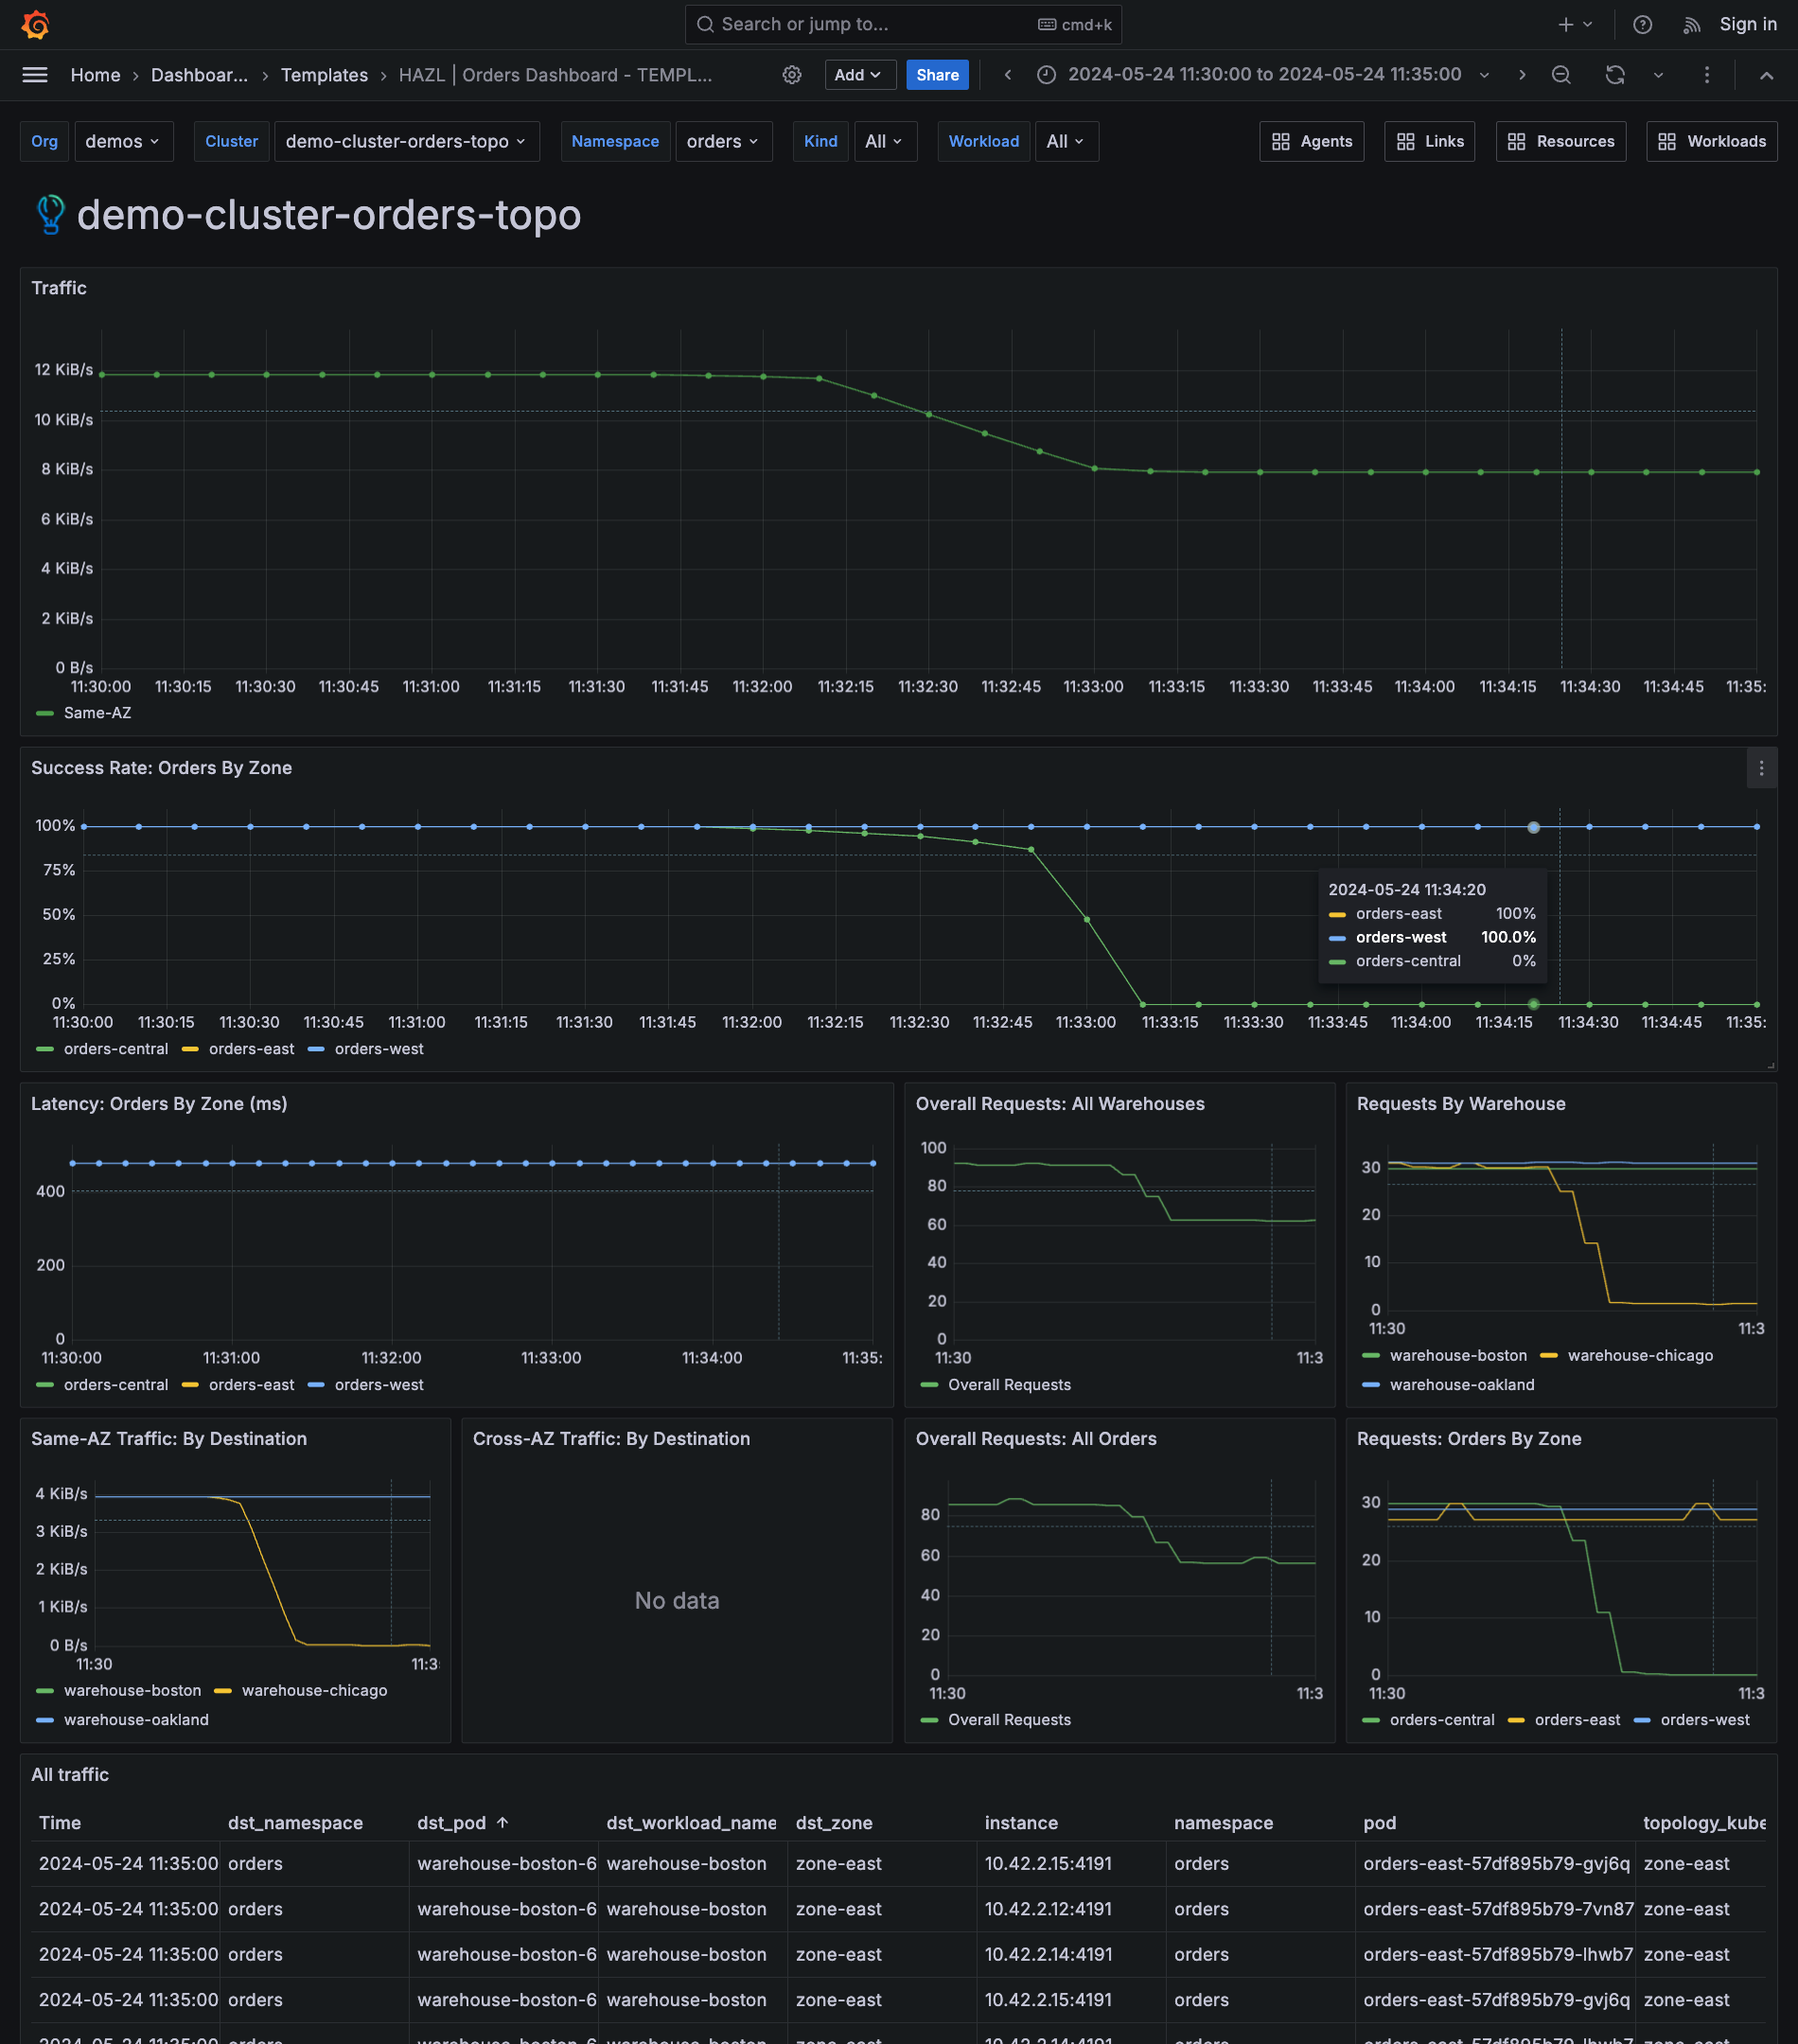 Search or jump to... cmd+k Sign in
Home › Dashboar... › Templates › HAZL | Orders Dashboard - TEMPL... Add Share 2024-05-24 11:30:00 to 2024-05-24 11:35:00
Org demos Cluster demo-cluster-orders-topo Namespace orders Kind All Workload All Agents Links Resources Workloads
demo-cluster-orders-topo
Traffic
12 KiB/s
10 KiB/s
8 KiB/s
6 KiB/s
4 KiB/s
2 KiB/s
0 B/s
11:30:00 11:30:15 11:30:30 11:30:45 11:31:00 11:31:15 11:31:30 11:31:45 11:32:00 11:32:15 11:32:30 11:32:45 11:33:00 11:33:15 11:33:30 11:33:45 11:34:00 11:34:15 11:34:30 11:34:45 11:35:
Same-AZ
Success Rate: Orders By Zone
100%
75%
50%
25%
0%
2024-05-24 11:34:20
orders-east 100%
orders-west 100.0%
orders-central 0%
11:30:00 11:30:15 11:30:30 11:30:45 11:31:00 11:31:15 11:31:30 11:31:45 11:32:00 11:32:15 11:32:30 11:32:45 11:33:00 11:33:15 11:33:30 11:33:45 11:34:00 11:34:15 11:34:30 11:34:45 11:35:
orders-central orders-east orders-west
Latency: Orders By Zone (ms)
400
200
0
11:30:00 11:31:00 11:32:00 11:33:00 11:34:00 11:35:
orders-central orders-east orders-west
Overall Requests: All Warehouses
100
80
60
40
20
0
11:30 11:3
Overall Requests
Requests By Warehouse
30
20
10
0
11:30 11:3
warehouse-boston warehouse-chicago
warehouse-oakland
Same-AZ Traffic: By Destination
4 KiB/s
3 KiB/s
2 KiB/s
1 KiB/s
0 B/s
11:30 11:3
warehouse-boston warehouse-chicago
warehouse-oakland
Cross-AZ Traffic: By Destination
No data
Overall Requests: All Orders
80
60
40
20
0
11:30 11:3
Overall Requests
Requests: Orders By Zone
30
20
10
0
11:30 11:3
orders-central orders-east orders-west
All traffic
Time dst_namespace dst_pod dst_workload_name dst_zone instance namespace pod topology_kube
2024-05-24 11:35:00 orders warehouse-boston-6 warehouse-boston zone-east 10.42.2.15:4191 orders orders-east-57df895b79-gvj6q zone-east
2024-05-24 11:35:00 orders warehouse-boston-6 warehouse-boston zone-east 10.42.2.12:4191 orders orders-east-57df895b79-7vn87 zone-east
2024-05-24 11:35:00 orders warehouse-boston-6 warehouse-boston zone-east 10.42.2.14:4191 orders orders-east-57df895b79-lhwb7 zone-east
2024-05-24 11:35:00 orders warehouse-boston-6 warehouse-boston zone-east 10.42.2.15:4191 orders orders-east-57df895b79-gvj6q zone-east